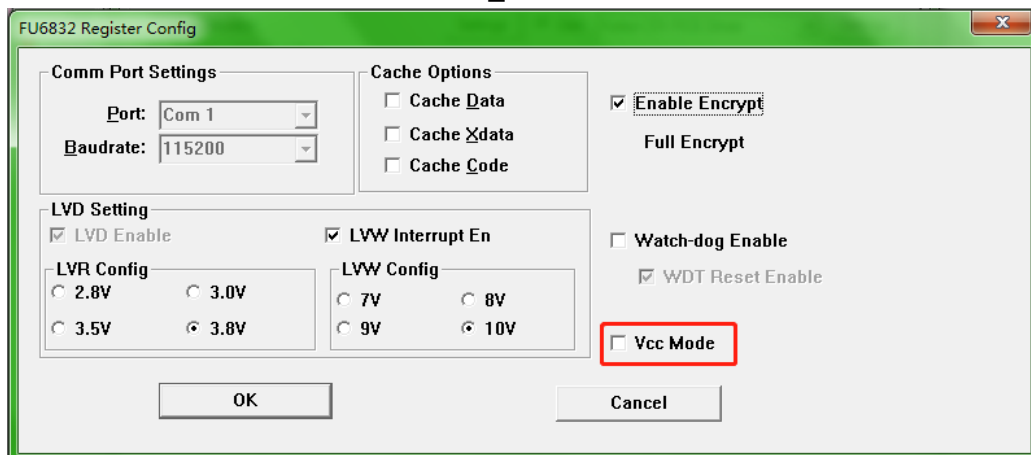 FU6832 Register Config
Comm Port Settings
Port: Com 1
Baudrate: 115200
Cache Options
Cache Data
Cache Xdata
Cache Code
Enable Encrypt
Full Encrypt
LVD Setting
LVD Enable
LVW Interrupt En
LVR Config
2.8V 3.0V
3.5V 3.8V
LVW Config
7V 8V
9V 10V
Watch-dog Enable
WDT Reset Enable
Vcc Mode
OK
Cancel